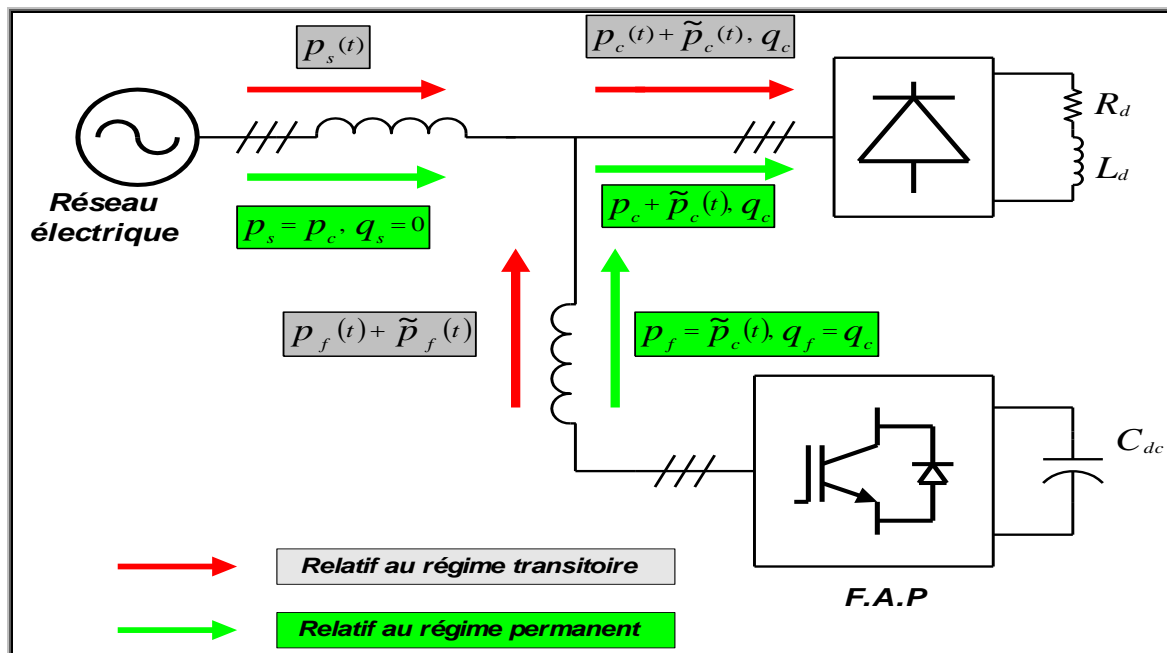 p_s(t)
p_c(t) + p̃_c(t), q_c
R_d
L_d
Réseau
électrique
p_s = p_c, q_s = 0
p_c + p̃_c(t), q_c
p_f(t) + p̃_f(t)
p_f = p̃_c(t), q_f = q_c
C_dc
Relatif au régime transitoire
F.A.P
Relatif au régime permanent